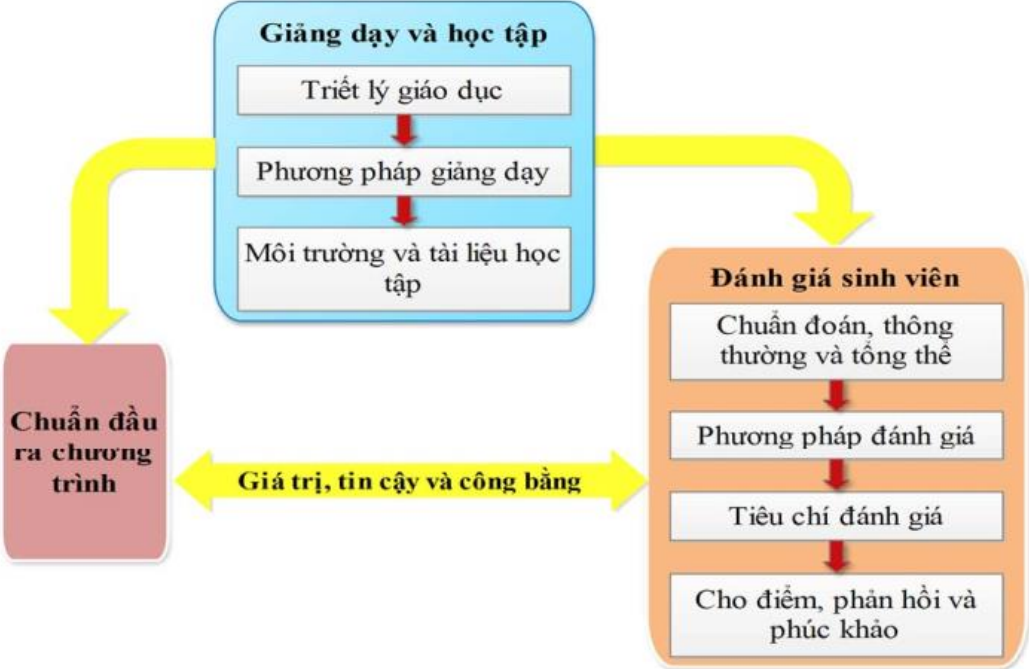 Giảng dạy và học tập
Triết lý giáo dục
Phương pháp giảng dạy
Môi trường và tài liệu học
tập
Đánh giá sinh viên
Chuẩn đoán, thông
thường và tổng thể
Phương pháp đánh giá
Tiêu chí đánh giá
Cho điểm, phản hồi và
phúc khảo
Chuẩn đầu
ra chương
trình
Giá trị, tin cậy và công bằng